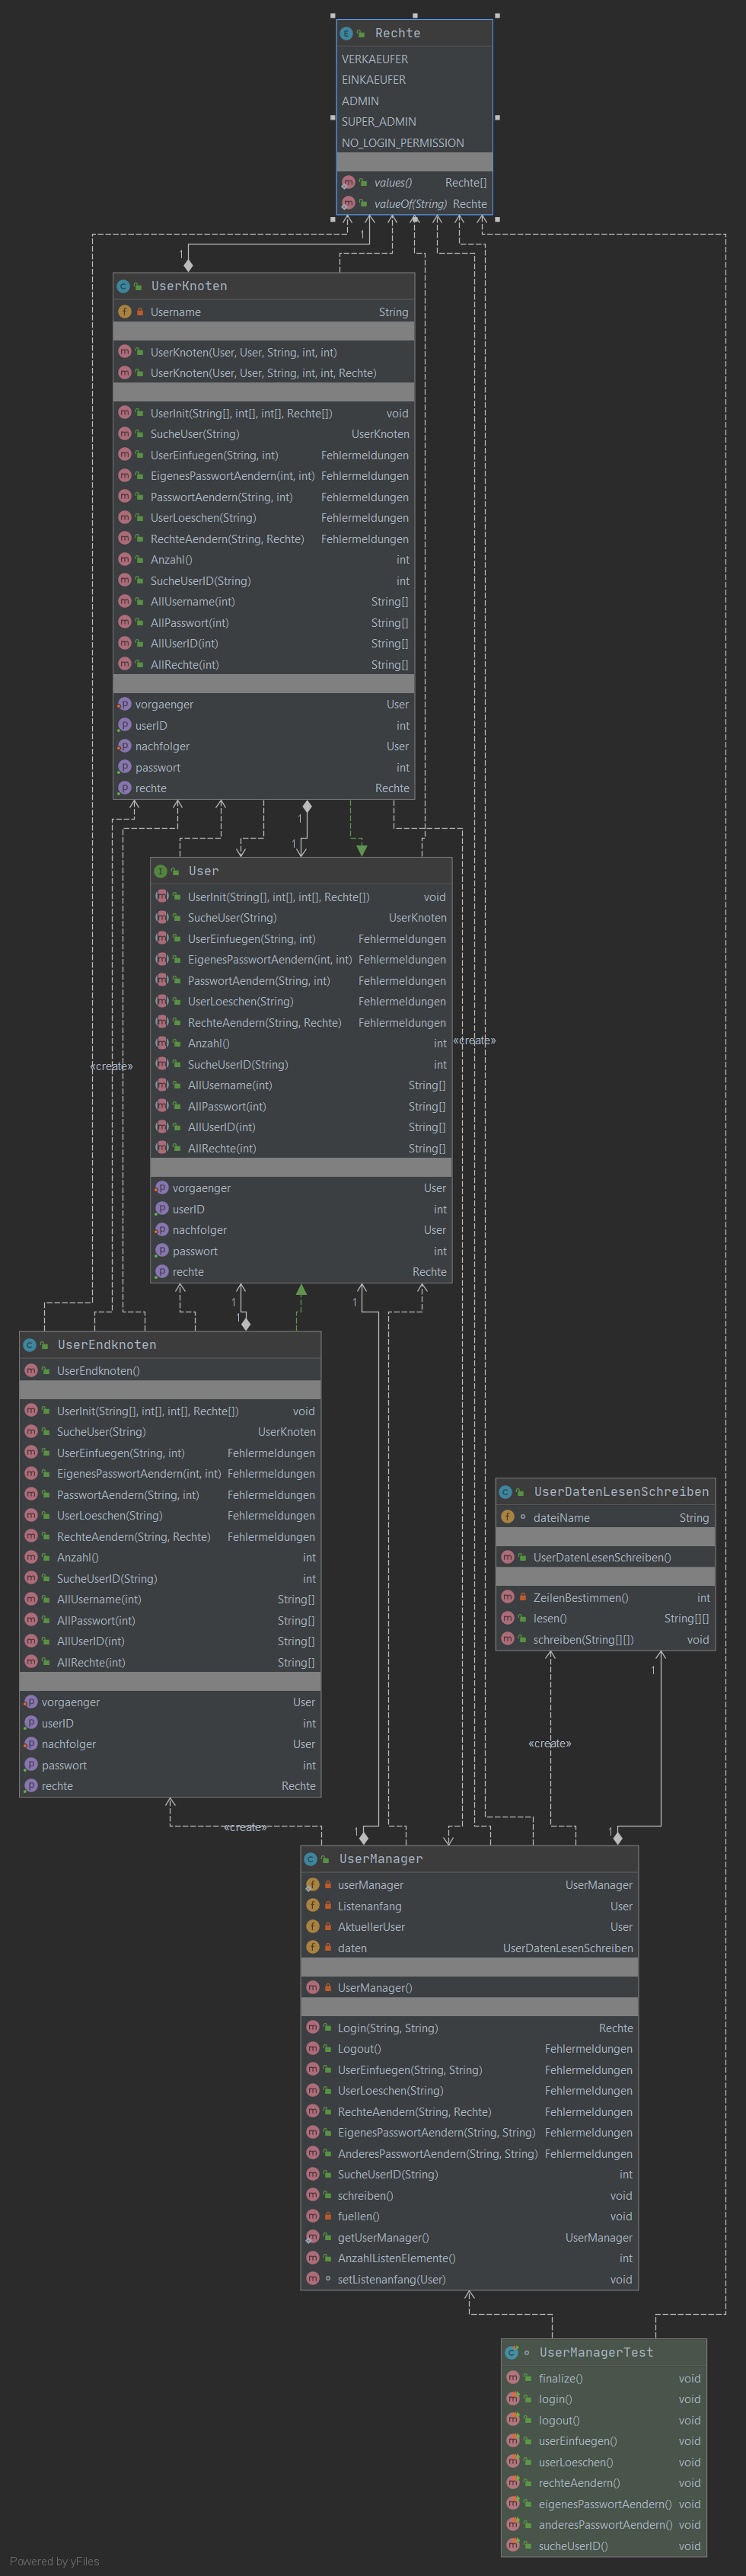 Rechte
VERKAEUFER
EINKAEUFER
ADMIN
SUPER_ADMIN
NO_LOGIN_PERMISSION
values() Rechte[]
valueOf(String) Rechte
1
1
UserKnoten
Username String
UserKnoten(User, User, String, int, int)
UserKnoten(User, User, String, int, int, Rechte)
UserInit(String[], int[], int[], Rechte[]) void
SucheUser(String) UserKnoten
UserEinfuegen(String, int) Fehlermeldungen
EigenesPasswortAendern(int, int) Fehlermeldungen
PasswortAendern(String, int) Fehlermeldungen
UserLoeschen(String) Fehlermeldungen
RechteAendern(String, Rechte) Fehlermeldungen
Anzahl() int
SucheUserID(String) int
AllUsername(int) String[]
AllPasswort(int) String[]
AllUserID(int) String[]
AllRechte(int) String[]
vorgaenger User
userID int
nachfolger User
passwort int
rechte Rechte
1
1
User
UserInit(String[], int[], int[], Rechte[]) void
SucheUser(String) UserKnoten
UserEinfuegen(String, int) Fehlermeldungen
EigenesPasswortAendern(int, int) Fehlermeldungen
PasswortAendern(String, int) Fehlermeldungen
UserLoeschen(String) Fehlermeldungen
RechteAendern(String, Rechte) Fehlermeldungen
Anzahl() int
«create»
SucheUserID(String) int
«create»
AllUsername(int) String[]
AllPasswort(int) String[]
AllUserID(int) String[]
AllRechte(int) String[]
vorgaenger User
userID int
nachfolger User
passwort int
rechte Rechte
1
1
1
UserEndknoten
UserEndknoten()
UserInit(String[], int[], int[], Rechte[]) void
SucheUser(String) UserKnoten
UserEinfuegen(String, int) Fehlermeldungen
EigenesPasswortAendern(int, int) Fehlermeldungen
PasswortAendern(String, int) Fehlermeldungen
UserLoeschen(String) Fehlermeldungen
RechteAendern(String, Rechte) Fehlermeldungen
Anzahl() int
SucheUserID(String) int
AllUsername(int) String[]
AllPasswort(int) String[]
AllUserID(int) String[]
AllRechte(int) String[]
vorgaenger User
userID int
nachfolger User
passwort int
rechte Rechte
UserDatenLesenSchreiben
dateiName String
UserDatenLesenSchreiben()
ZeilenBestimmen() int
lesen() String[][]
schreiben(String[][]) void
1
«create»
«create»
1
1
UserManager
userManager UserManager
Listenanfang User
AktuellerUser User
daten UserDatenLesenSchreiben
UserManager()
Login(String, String) Rechte
Logout() Fehlermeldungen
UserEinfuegen(String, String) Fehlermeldungen
UserLoeschen(String) Fehlermeldungen
RechteAendern(String, Rechte) Fehlermeldungen
EigenesPasswortAendern(String, String) Fehlermeldungen
AnderesPasswortAendern(String, String) Fehlermeldungen
SucheUserID(String) int
schreiben() void
fuellen() void
getUserManager() UserManager
AnzahlListenElemente() int
setListenanfang(User) void
UserManagerTest
finalize() void
login() void
logout() void
userEinfuegen() void
userLoeschen() void
rechteAendern() void
eigenesPasswortAendern() void
anderesPasswortAendern() void
sucheUserID() void
Powered by yFiles